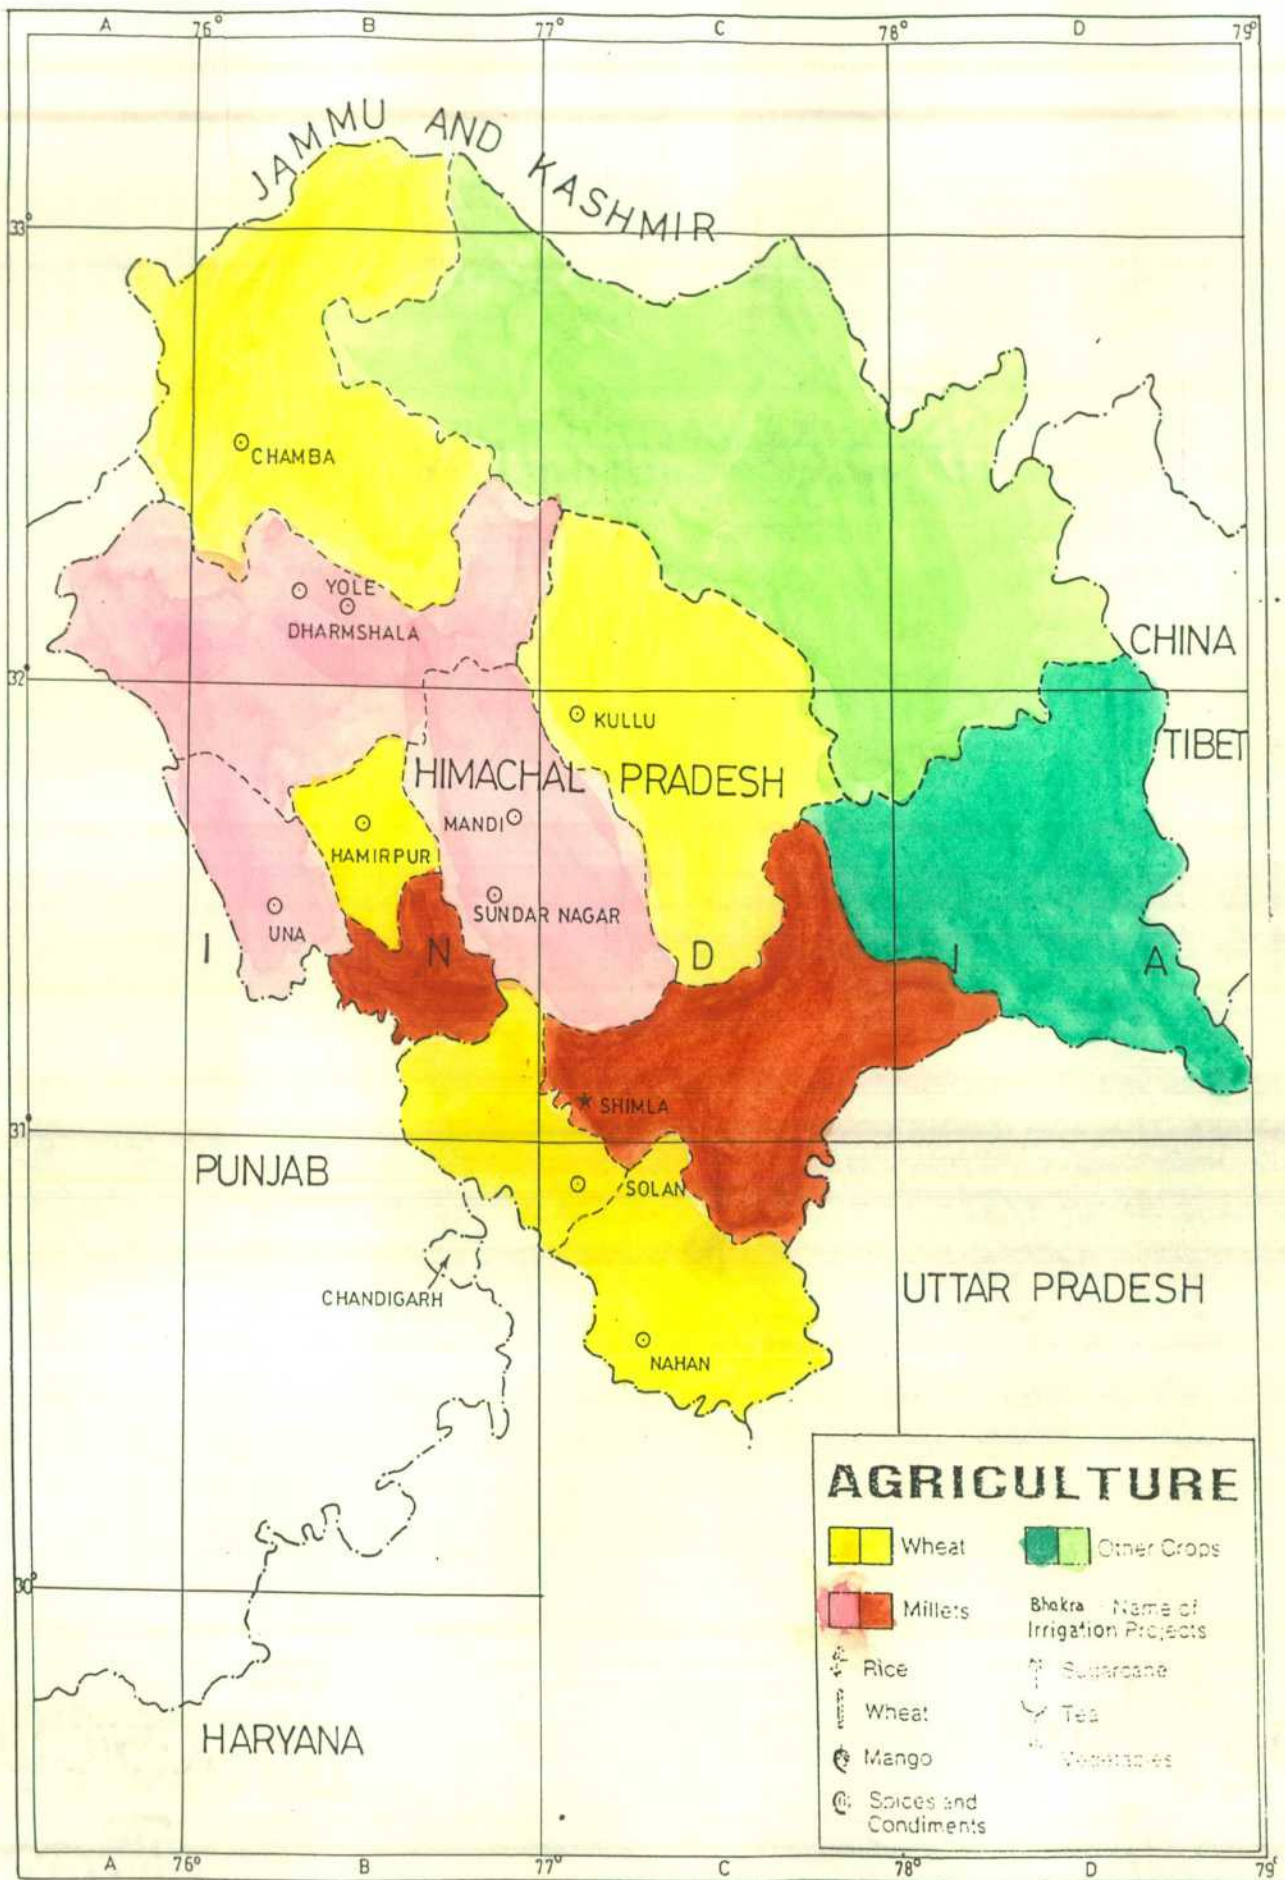 A 76° B 77° C 78° D 79°
JAMMU AND KASHMIR
33°
CHAMBA
YOLE
DHARMSHALA
CHINA
32°
KULLU
TIBET
HIMACHAL PRADESH
MANDI
HAMIRPUR
SUNDAR NAGAR
UNA
I N D I A
SHIMLA
31°
PUNJAB
SOLAN
CHANDIGARH
UTTAR PRADESH
NAHAN
AGRICULTURE
Wheat
Other Crops
30°
Millets
Bhakra Name of
Irrigation Projects
Rice
Sugarcane
Wheat
Tea
HARYANA
Mango
Vegetables
Spices and
Condiments
A 76° B 77° C 78° D 79°